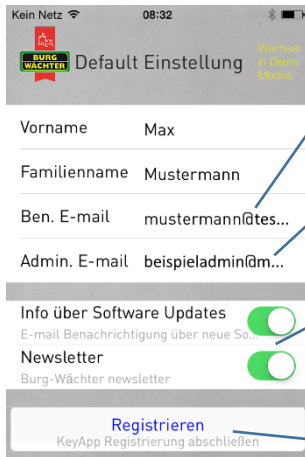 Kein Netz 08:32
BURG
WÄCHTER
Default Einstellung
Wechsel
in Demo
Modus
Vorname Max
Familienname Mustermann
Ben. E-mail mustermann@tes...
Admin. E-mail beispieladmin@m...
Info über Software Updates
E-mail Benachrichtigung über neue So...
Newsletter
Burg-Wächter newsletter
Registrieren
KeyApp Registrierung abschließen